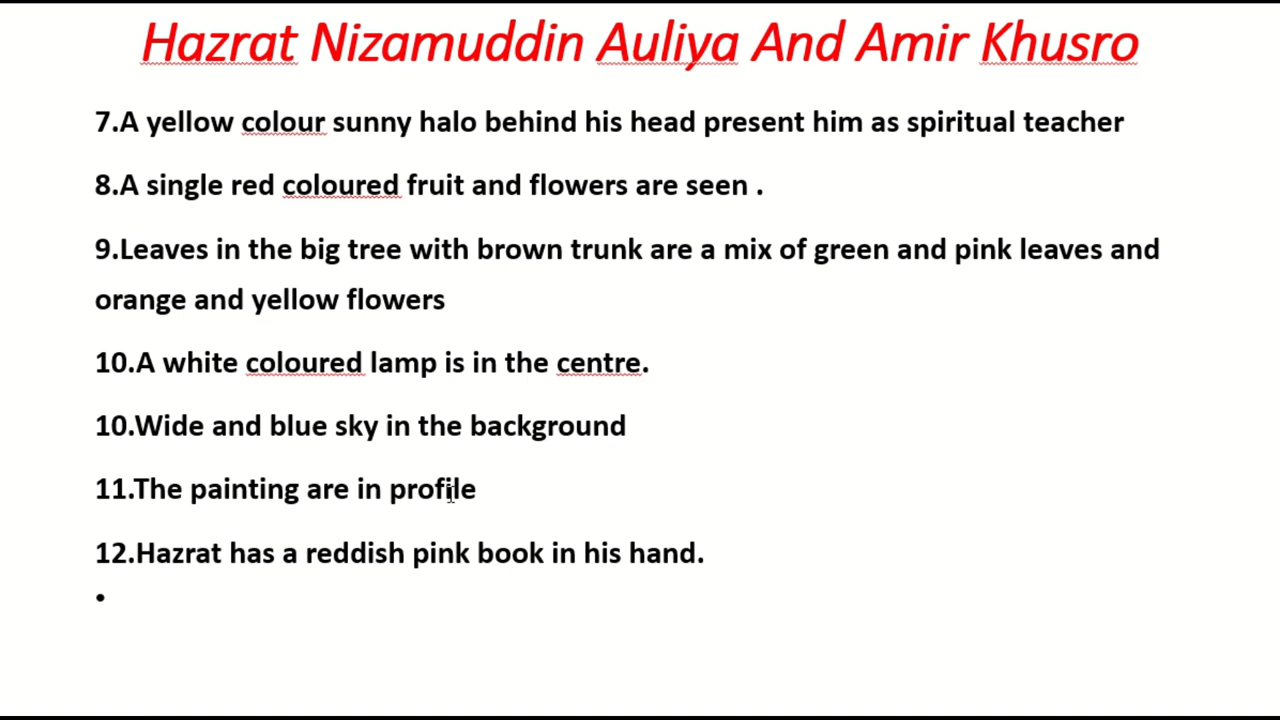 Hazrat Nizamuddin Auliya And Amir Khusro
7.A yellow colour sunny halo behind his head present him as spiritual teacher
8.A single red coloured fruit and flowers are seen .
9.Leaves in the big tree with brown trunk are a mix of green and pink leaves and
orange and yellow flowers
10.A white coloured lamp is in the centre.
10.Wide and blue sky in the background
11.The painting are in profile
12.Hazrat has a reddish pink book in his hand.
•